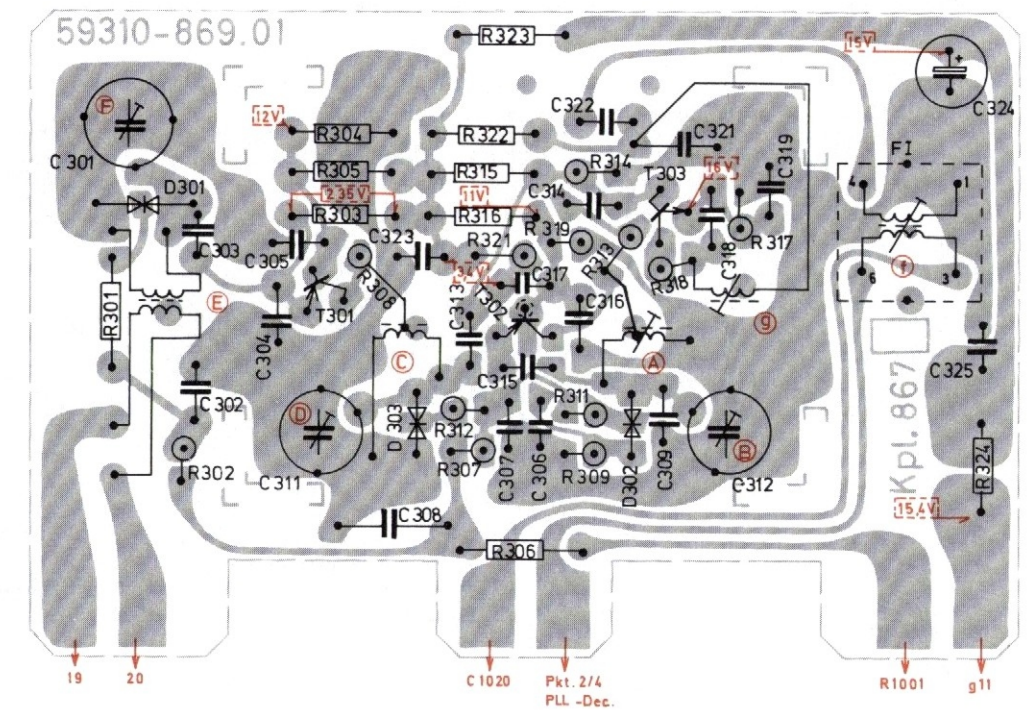 59310-869.01
R323
15V
+
C324
F
12V
C322
C321
R304
R322
C301
R305
R315
R314
T303
16V
C319
FI
D301
2,35V
11V
C314
4
1
R303
R316
C303
C323
R319
C305
R321
R313
C318
R317
R308
3,4V
C317
R318
f
6
3
R301
E
T301
T302
C313
C316
g
C304
C
A
C315
C325
C302
D
R311
Kpl.867
D303
R312
B
R302
R307
C307
C306
R309
D302
C309
R324
C311
C312
15,4V
C308
R306
19
20
C1020
Pkt. 2/4
PLL -Dec.
R1001
g11